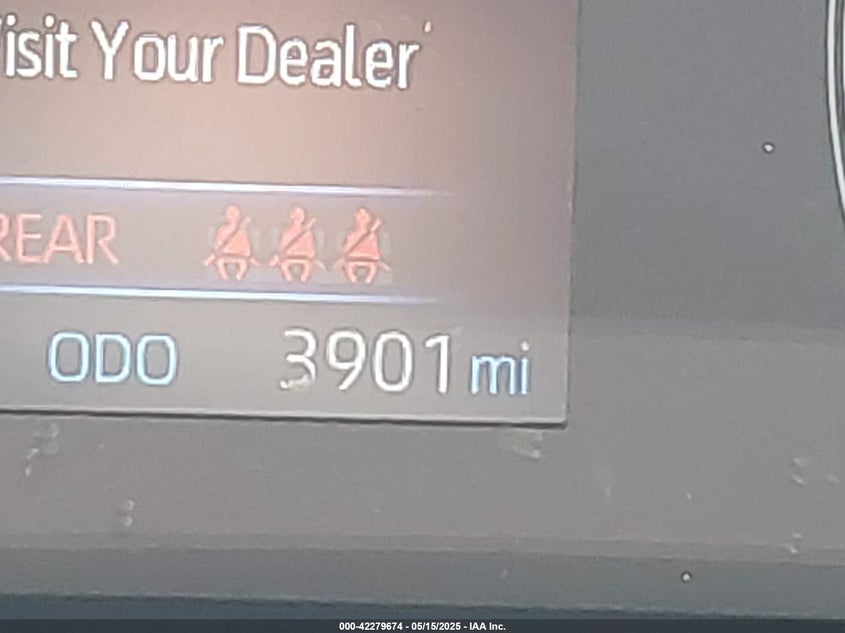 isit Your Dealer
REAR
ODO 3901 mi
000-42279674 - 05/15/2025 - IAA Inc.